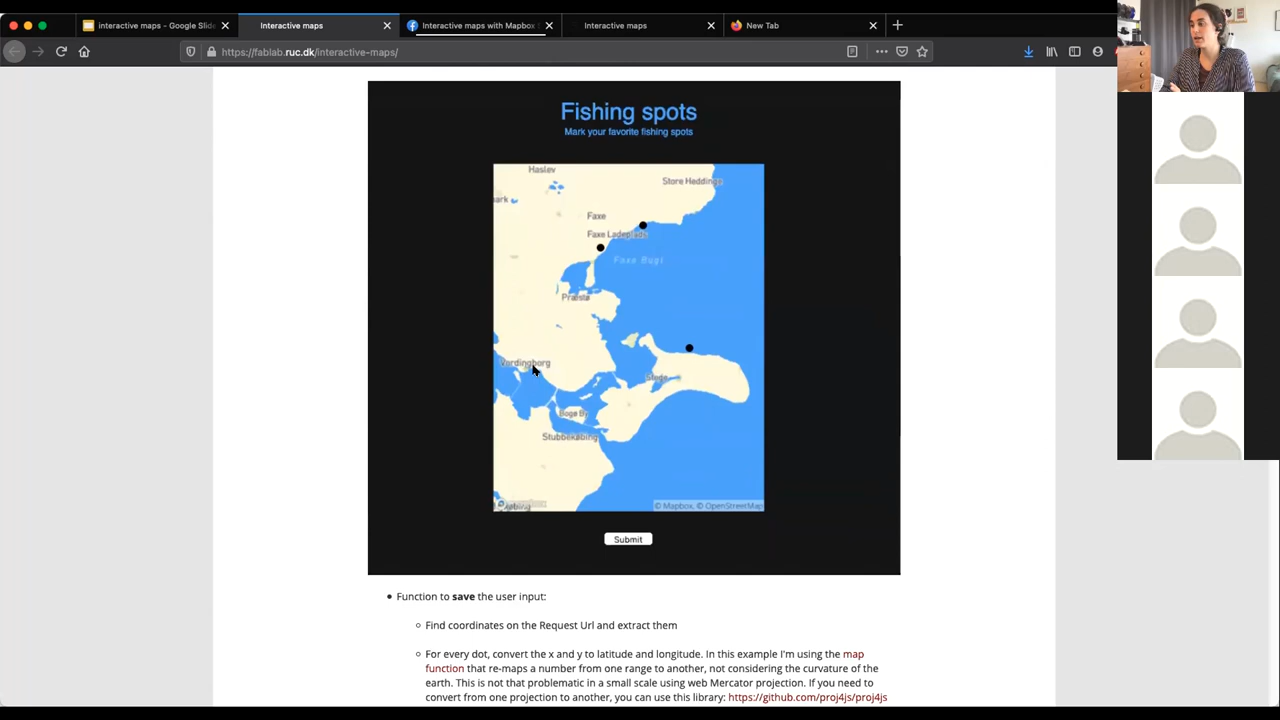 interactive maps - Google Slide
Interactive maps
Interactive maps with Mapbox
Interactive maps
New Tab
https://fablab.ruc.dk/interactive-maps/
Fishing spots
Mark your favorite fishing spots
Haslev
Store Heddinge
ark
Faxe
Faxe Ladeplads
Faxe Bugt
Præstø
Vordingborg
Stege
Bogø By
Stubbekøbing
© Mapbox, © OpenStreetMap
Submit
Function to save the user input:
Find coordinates on the Request Url and extract them
For every dot, convert the x and y to latitude and longitude. In this example I'm using the map
function that re-maps a number from one range to another, not considering the curvature of the
earth. This is not that problematic in a small scale using web Mercator projection. If you need to
convert from one projection to another, you can use this library: https://github.com/proj4js/proj4js